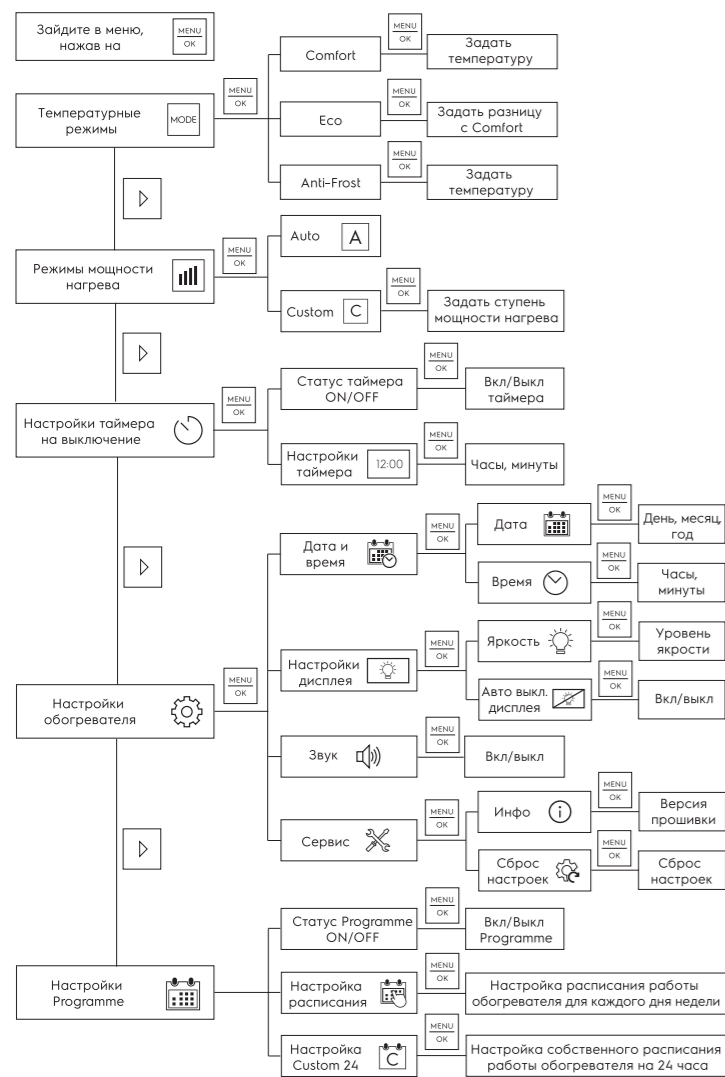 Зайдите в меню,
нажав на
MENU
OK
Температурные
режимы
MODE
MENU
OK
Comfort
MENU
OK
Задать
температуру
Eco
MENU
OK
Задать разницу
с Comfort
Anti-Frost
MENU
OK
Задать
температуру
Режимы мощности
нагрева
MENU
OK
Auto A
Custom C
MENU
OK
Задать ступень
мощности нагрева
Настройки таймера
на выключение
MENU
OK
Статус таймера
ON/OFF
MENU
OK
Вкл/Выкл
таймера
Настройки
таймера
12:00
MENU
OK
Часы, минуты
Настройки
обогревателя
MENU
OK
Дата и
время
MENU
OK
Дата
MENU
OK
День, месяц,
год
Время
MENU
OK
Часы,
минуты
Настройки
дисплея
MENU
OK
Яркость
MENU
OK
Уровень
якрости
Авто выкл.
дисплея
MENU
OK
Вкл/выкл
Звук
MENU
OK
Вкл/выкл
Сервис
MENU
OK
Инфо i
MENU
OK
Версия
прошивки
Сброс
настроек
MENU
OK
Сброс
настроек
Настройки
Programme
Статус Programme
ON/OFF
MENU
OK
Вкл/Выкл
Programme
Настройка
расписания
MENU
OK
Настройка расписания работы
обогревателя для каждого дня недели
Настройка
Custom 24
C
MENU
OK
Настройка собственного расписания
работы обогревателя на 24 часа